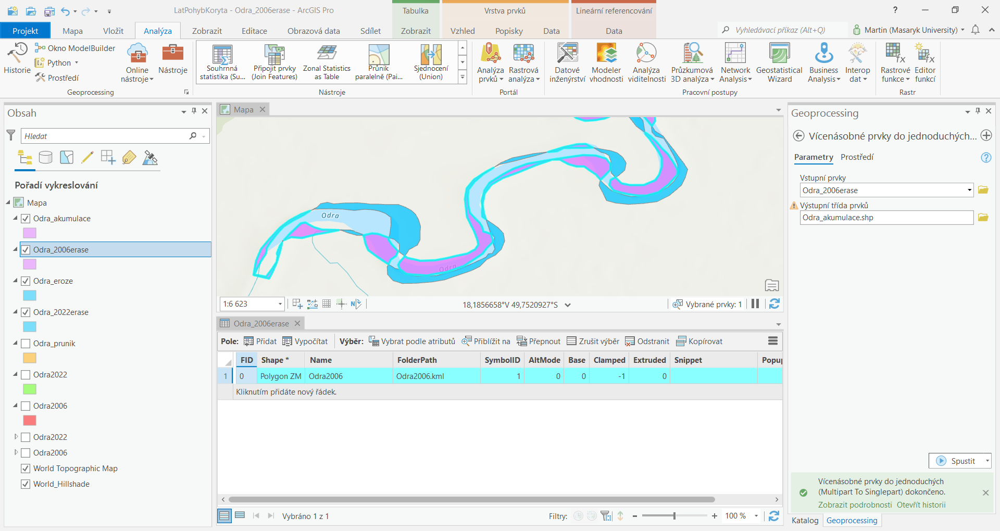 LatPohybKoryta - Odra_2006erase - ArcGIS Pro
Tabulka
Vrstva prvků
Lineární referencování
?
Projekt
Mapa
Vložit
Analýza
Zobrazit
Editace
Obrazová data
Sdílet
Zobrazit
Vzhled
Popisky
Data
Data
Vyhledávací příkaz (Alt+Q)
Martin (Masaryk University)
Historie
Okno ModelBuilder
Python
Prostředí
Online nástroje
Nástroje
Geoprocessing
Souhrnná statistika (Su...
Připojit prvky (Join Features)
Zonal Statistics as Table
Průnik paralelně (Pai...
Sjednocení (Union)
Nástroje
Analýza prvků
Rastrová analýza
Portál
Datové inženýrství
Modeler vhodnosti
Analýza viditelnosti
Průzkumová 3D analýza
Network Analysis
Geostatistical Wizard
Business Analysis
Interop dat
Pracovní postupy
Rastrové funkce
Editor funkcí
Rastr
Obsah
Hledat
Pořadí vykreslování
Mapa
Odra_akumulace
Odra_2006erase
Odra_eroze
Odra_2022erase
Odra_prunik
Odra2022
Odra2006
Odra2022
Odra2006
World Topographic Map
World_Hillshade
Mapa
Odra
Odra
1:6 623
N
18,1856658°V 49,7520927°S
Vybrané prvky: 1
Odra_2006erase
Pole: Přidat Vypočítat Výběr: Vybrat podle atributů Přiblížit na Přepnout Zrušit výběr Odstranit Kopírovat
FID Shape * Name FolderPath SymbolID AltMode Base Clamped Extruded Snippet Popup
1 0 Polygon ZM Odra2006 Odra2006.kml 1 0 0 -1 0
Kliknutím přidáte nový řádek.
Vybráno 1 z 1
Filtry:
100 %
Geoprocessing
Vícenásobné prvky do jednoduchých...
Parametry Prostředí
?
Vstupní prvky
Odra_2006erase
Výstupní třída prvků
Odra_akumulace.shp
Spustit
Vícenásobné prvky do jednoduchých
(Multipart To Singlepart) dokončeno.
Zobrazit podrobnosti Otevřít historii
Katalog Geoprocessing